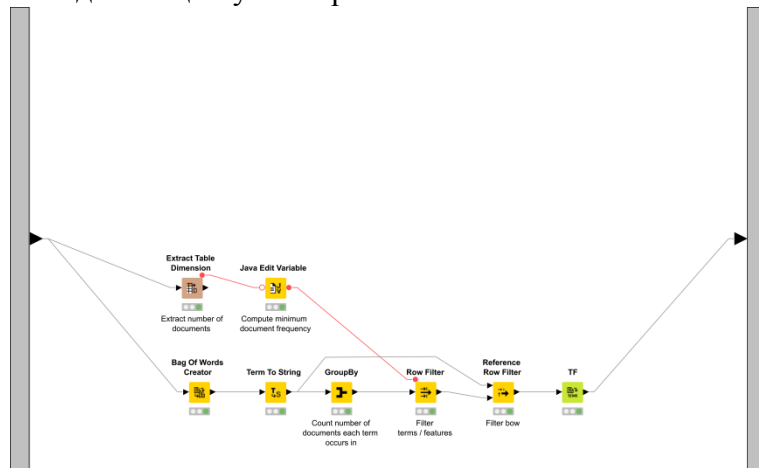 Extract Table
Dimension
Java Edit Variable
Extract number of
documents
Compute minimum
document frequency
Bag Of Words
Creator
Term To String
GroupBy
Row Filter
Reference
Row Filter
TF
Count number of
documents each term
occurs in
Filter
terms / features
Filter bow